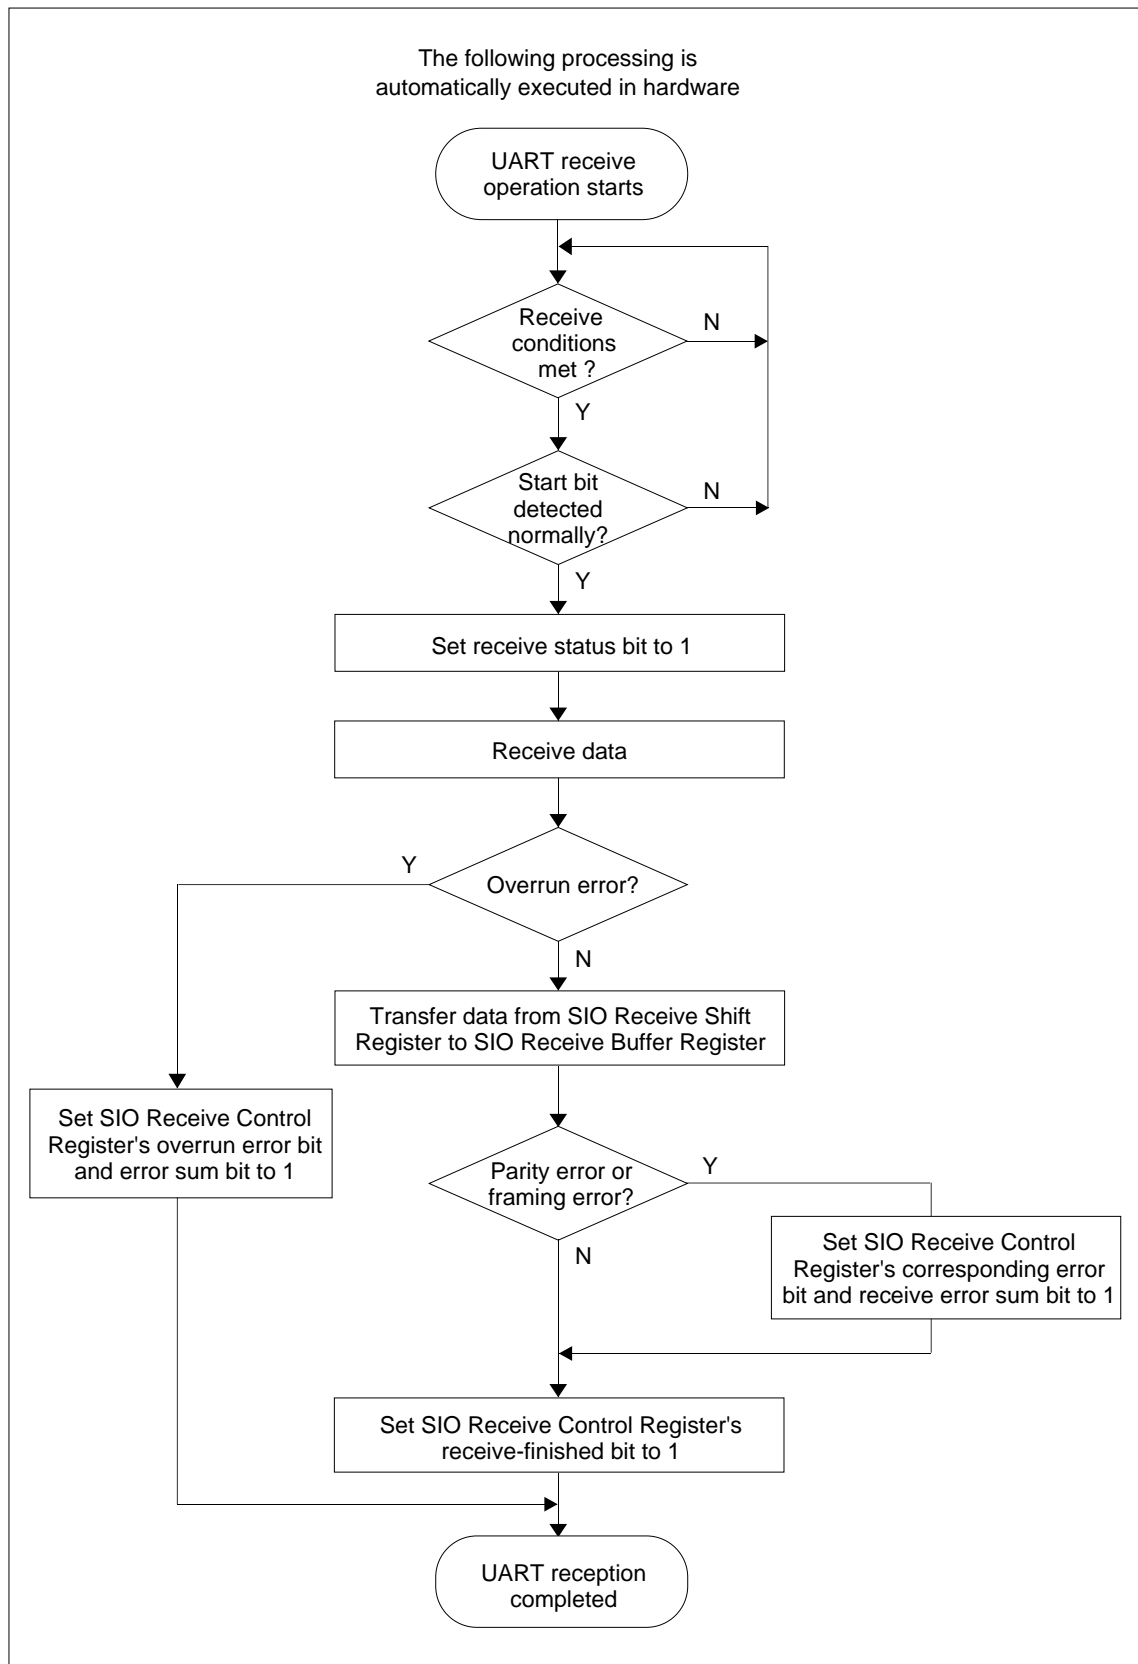 The following processing is
automatically executed in hardware
UART receive
operation starts
Receive
conditions
met ?
N
Y
Start bit
detected
normally?
N
Y
Set receive status bit to 1
Receive data
Y
Overrun error?
N
Transfer data from SIO Receive Shift
Register to SIO Receive Buffer Register
Set SIO Receive Control
Register's overrun error bit
and error sum bit to 1
Parity error or
framing error?
Y
N
Set SIO Receive Control
Register's corresponding error
bit and receive error sum bit to 1
Set SIO Receive Control Register's
receive-finished bit to 1
UART reception
completed